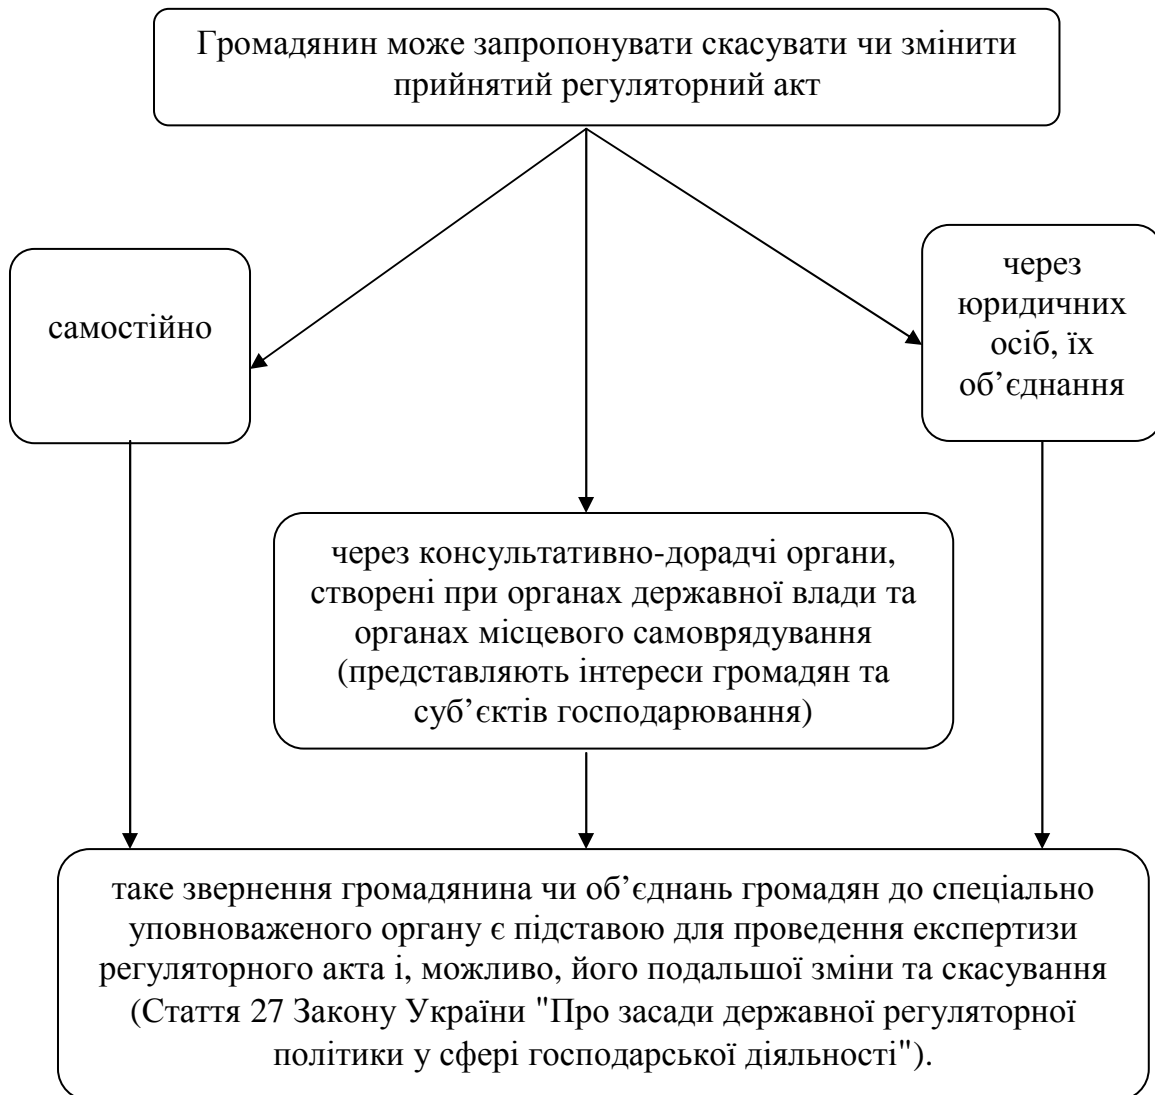 Громадянин може запропонувати скасувати чи змінити
прийнятий регуляторний акт
самостійно
через
юридичних
осіб, їх
об’єднання
через консультативно-дорадчі органи,
створені при органах державної влади та
органах місцевого самоврядування
(представляють інтереси громадян та
суб’єктів господарювання)
таке звернення громадянина чи об’єднань громадян до спеціально
уповноваженого органу є підставою для проведення експертизи
регуляторного акта і, можливо, його подальшої зміни та скасування
(Стаття 27 Закону України "Про засади державної регуляторної
політики у сфері господарської діяльності").